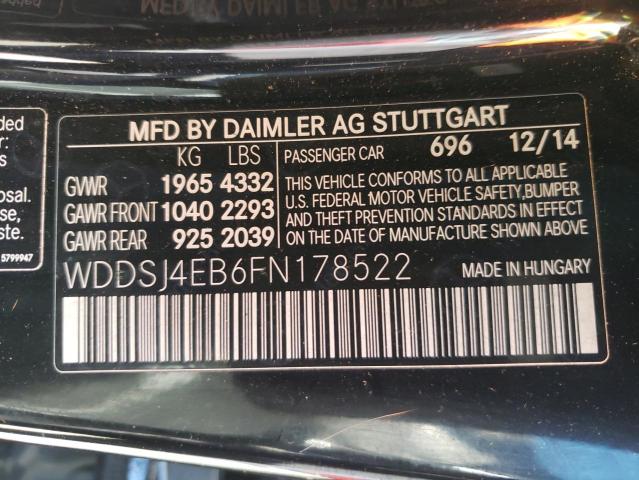 MFD BY DAIMLER AG STUTTGART
KG LBS
GVWR 1965 4332
GAWR FRONT 1040 2293
GAWR REAR 925 2039
PASSENGER CAR 696 12/14
THIS VEHICLE CONFORMS TO ALL APPLICABLE
U.S. FEDERAL MOTOR VEHICLE SAFETY,BUMPER
AND THEFT PREVENTION STANDARDS IN EFFECT
ON THE DATE OF MANUFACTURE SHOWN ABOVE.
WDDSJ4EB6FN178522 MADE IN HUNGARY
5799947